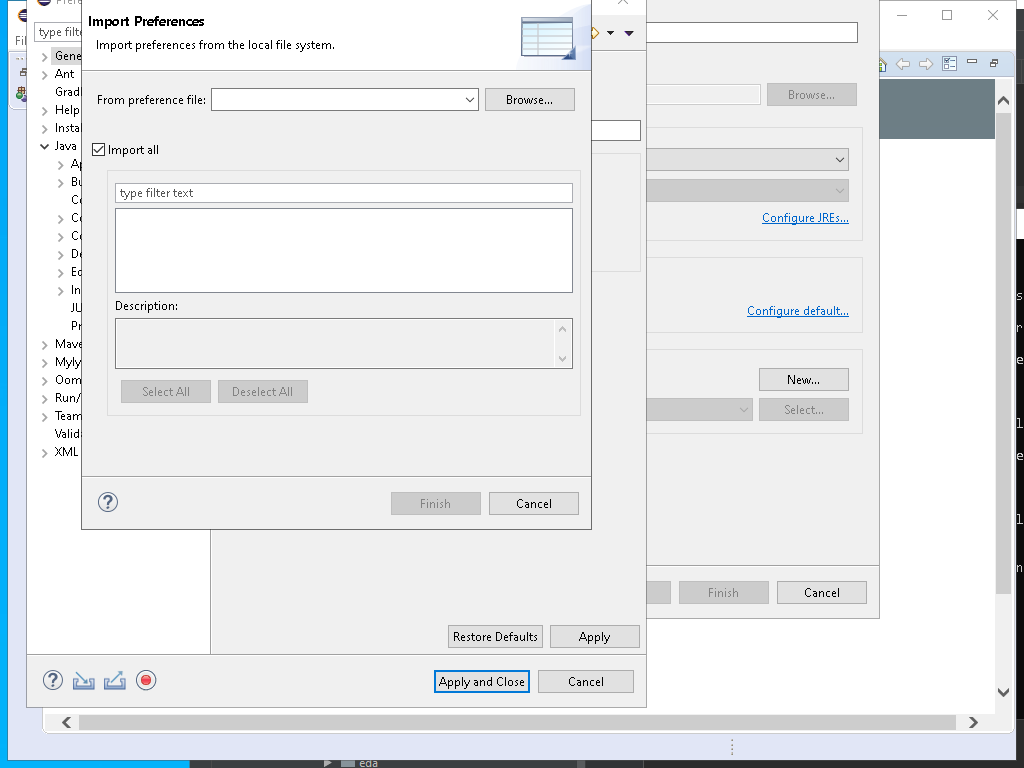 Import Preferences
Import preferences from the local file system.
type filte
From preference file:
Browse...
Browse...
Import all
type filter text
Description:
Select All
Deselect All
Finish
Cancel
Gene
Ant
Grad
Help
Insta
Java
Ap
Bu
Co
Co
Co
De
Ed
In
JU
Pr
Mave
Myly
Oom
Run/
Team
Valida
XML
Configure JREs...
Configure default...
New...
Select...
Finish
Cancel
Restore Defaults
Apply
Apply and Close
Cancel
eda